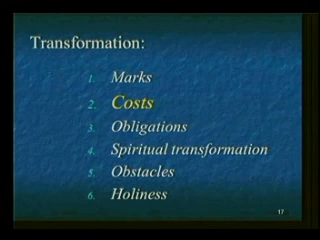 Transformation:
1. Marks
2. Costs
3. Obligations
4. Spiritual transformation
5. Obstacles
6. Holiness
17